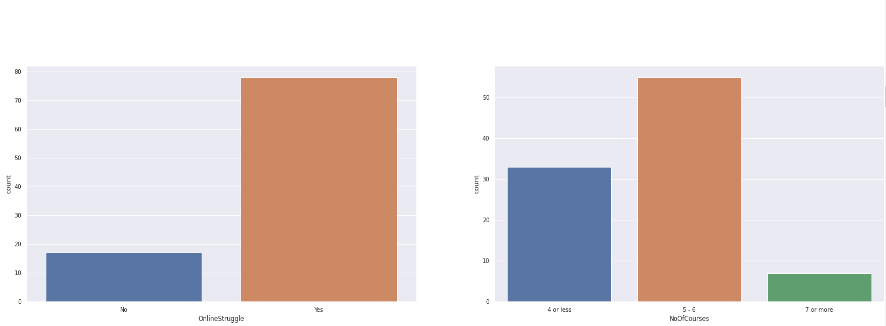 80
70
60
50
40
30
20
10
0
count
No
Yes
OnlineStruggle
50
40
30
20
10
0
count
4 or less
5 - 6
7 or more
NoOfCourses